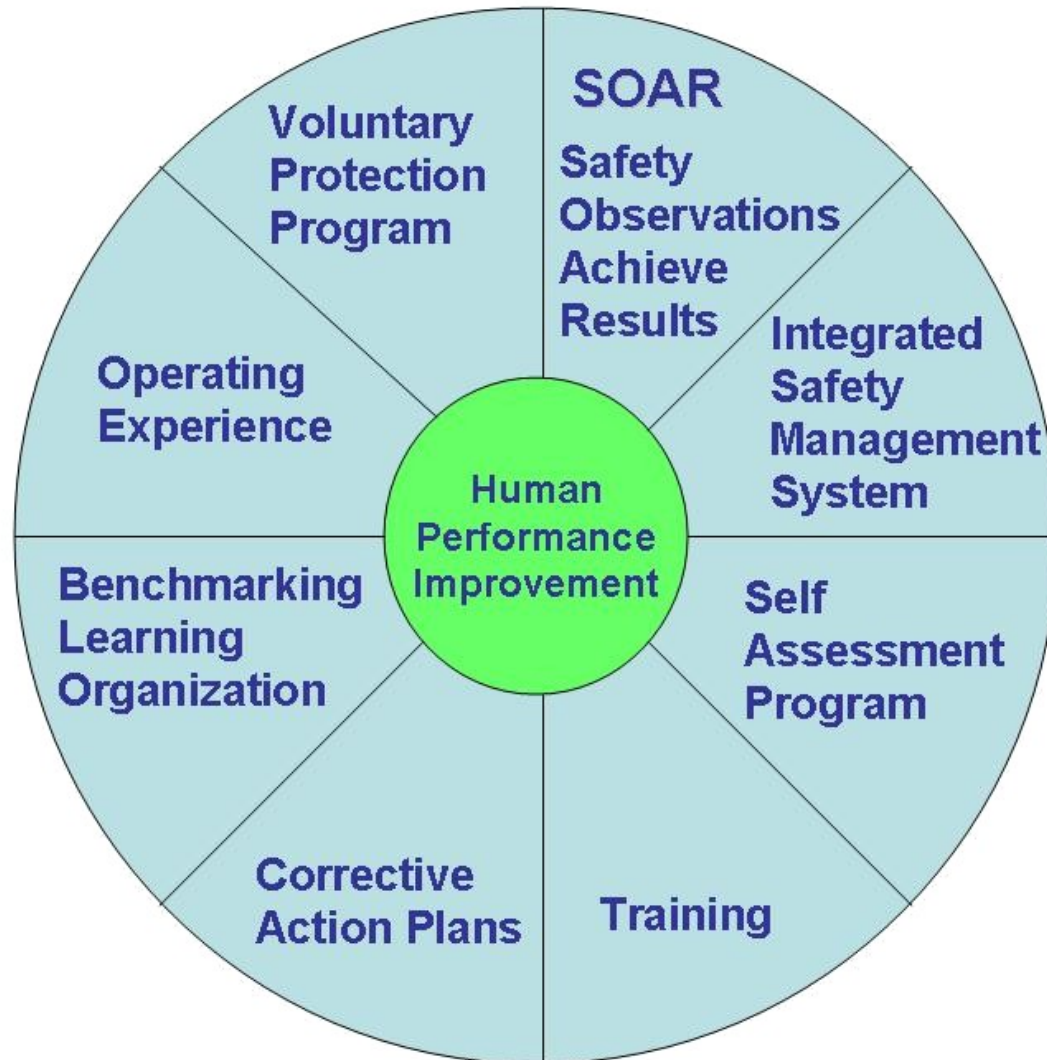 Voluntary
Protection
Program
SOAR
Safety
Observations
Achieve
Results
Integrated
Safety
Management
System
Self
Assessment
Program
Training
Corrective
Action Plans
Benchmarking
Learning
Organization
Operating
Experience
Human
Performance
Improvement